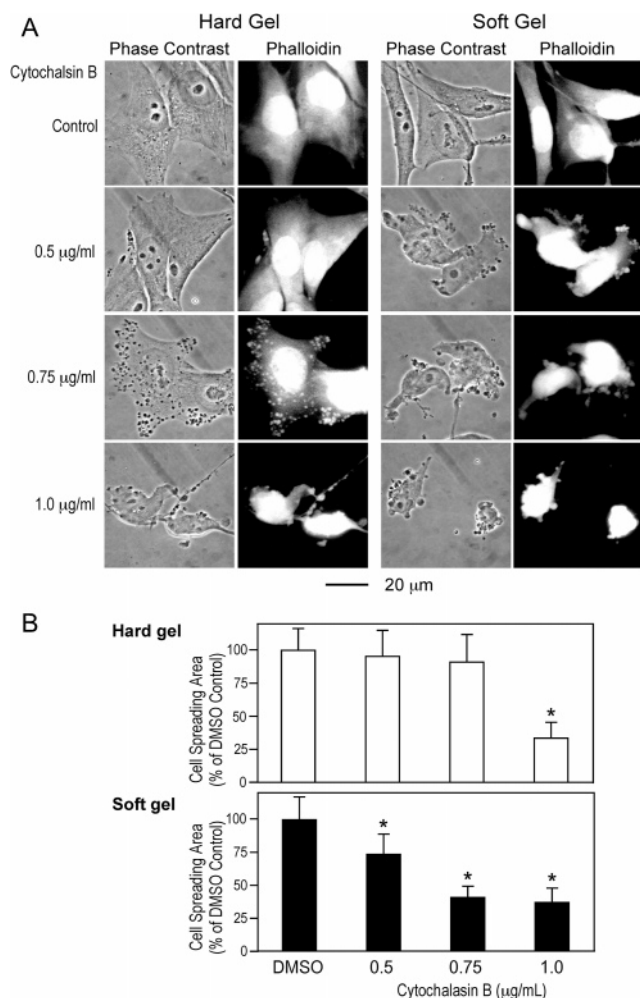 A
Hard Gel Soft Gel
Phase Contrast Phalloidin Phase Contrast Phalloidin
Cytochalsin B
Control
0.5 μg/ml
0.75 μg/ml
1.0 μg/ml
20 μm
B
Hard gel
Cell Spreading Area
(% of DMSO Control)
100
75
50
25
0
*
Soft gel
Cell Spreading Area
(% of DMSO Control)
100
75
50
25
0
* * *
DMSO 0.5 0.75 1.0
Cytochalasin B (μg/mL)